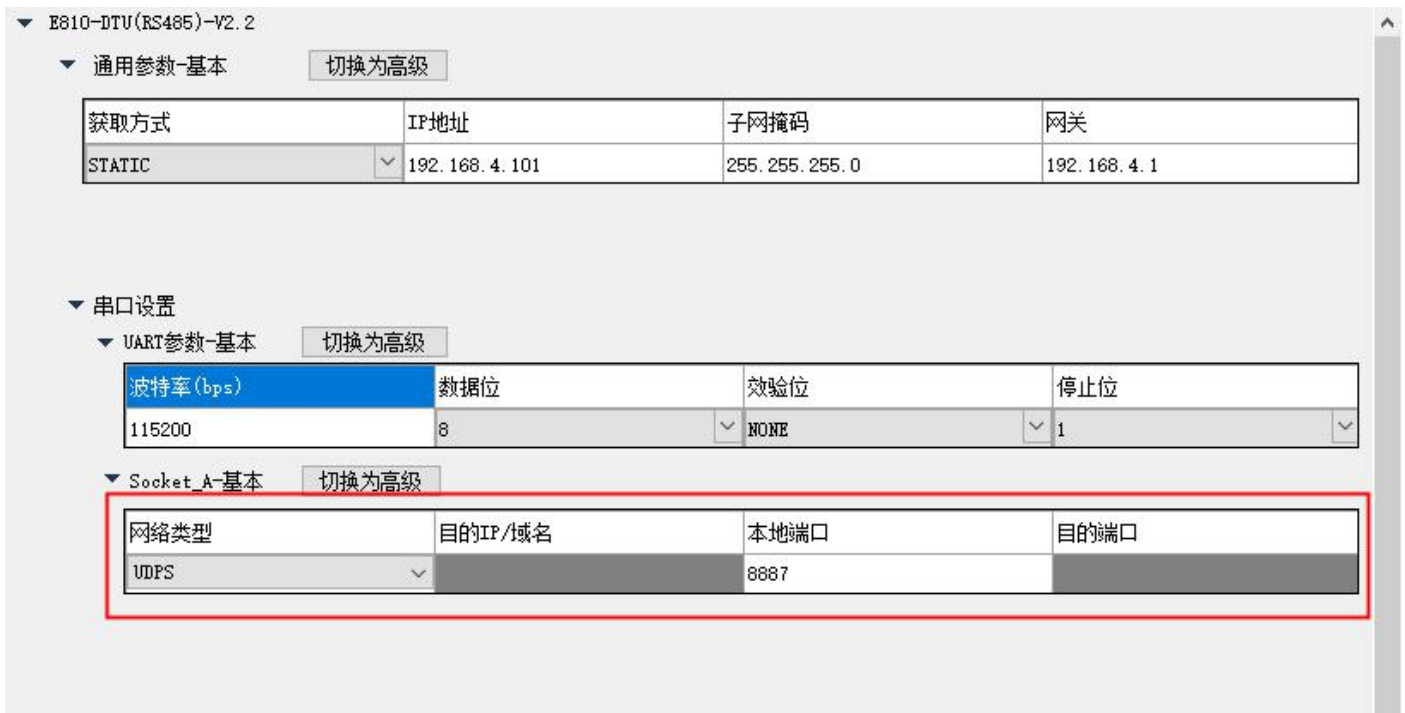 E810-DTU(RS485)-V2.2
通用参数-基本 切换为高级
获取方式 IP地址 子网掩码 网关
STATIC 192.168.4.101 255.255.255.0 192.168.4.1
串口设置
UART参数-基本 切换为高级
波特率(bps) 数据位 效验位 停止位
115200 8 NONE 1
Socket_A-基本 切换为高级
网络类型 目的IP/域名 本地端口 目的端口
UDPS 8887